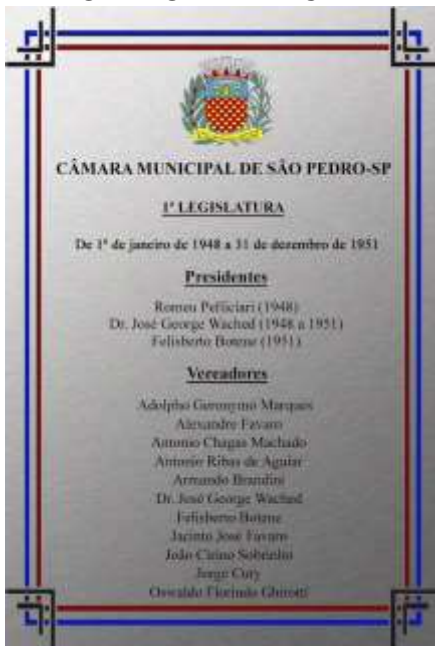 CÂMARA MUNICIPAL DE SÃO PEDRO-SP
1ª LEGISLATURA
De 1º de janeiro de 1948 a 31 de dezembro de 1951
Presidentes
Romeu Pefliciari (1948)
Dr. José George Wached (1948 a 1951)
Felisberto Botene (1951)
Vereadores
Adolpho Geronymo Marques
Alexandre Favaro
Antonio Chagas Machado
Antonio Ribas de Aguiar
Armando Brandini
Dr. José George Wached
Felisberto Botene
Jacinto José Favaro
João Cirino Sobrinho
Jorge Cury
Oswaldo Florindo Ghirotti